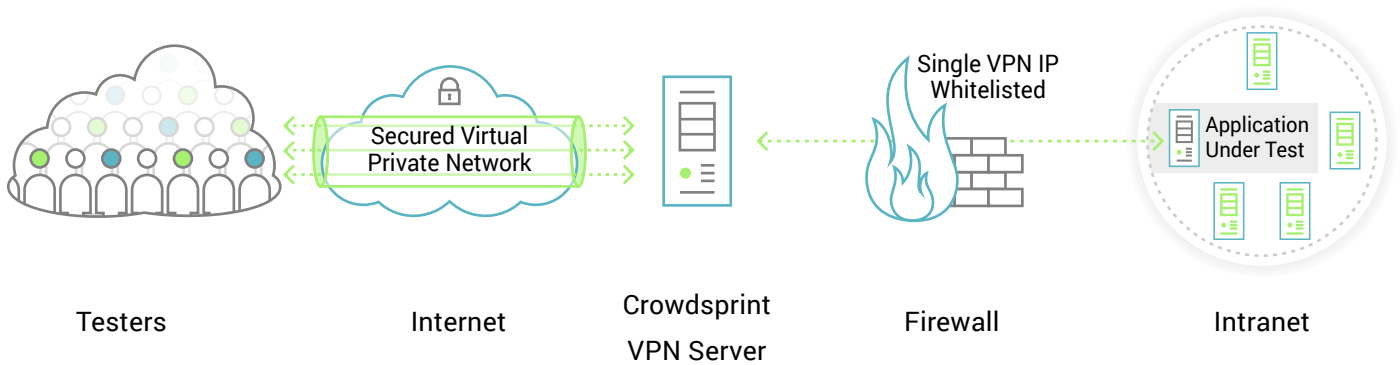 Secured Virtual
Private Network
Single VPN IP
Whitelisted
Application
Under Test
Testers
Internet
Crowdsprint
VPN Server
Firewall
Intranet